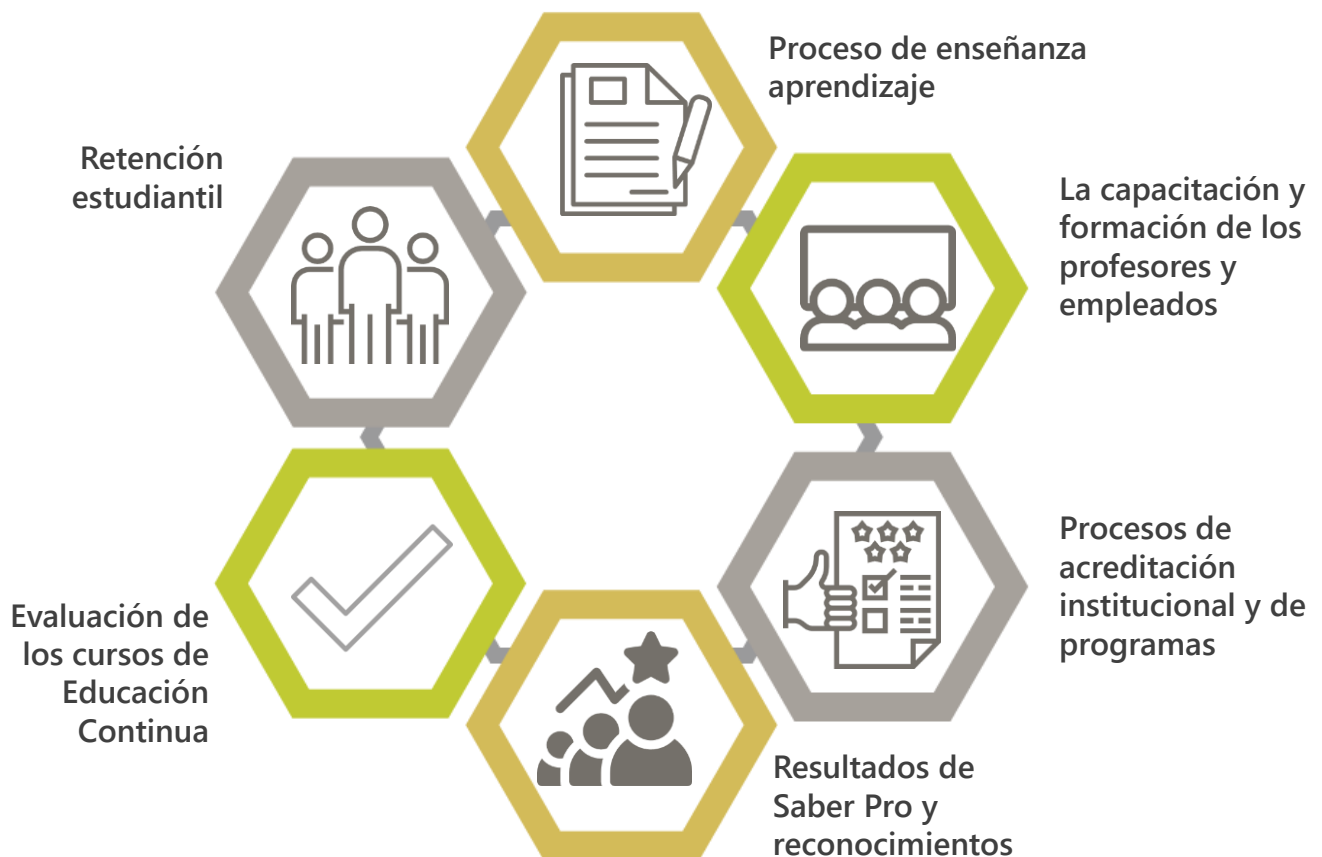 Proceso de enseñanza
aprendizaje
La capacitación y
formación de los
profesores y
empleados
Procesos de
acreditación
institucional y de
programas
Resultados de
Saber Pro y
reconocimientos
Evaluación de
los cursos de
Educación
Continua
Retención
estudiantil